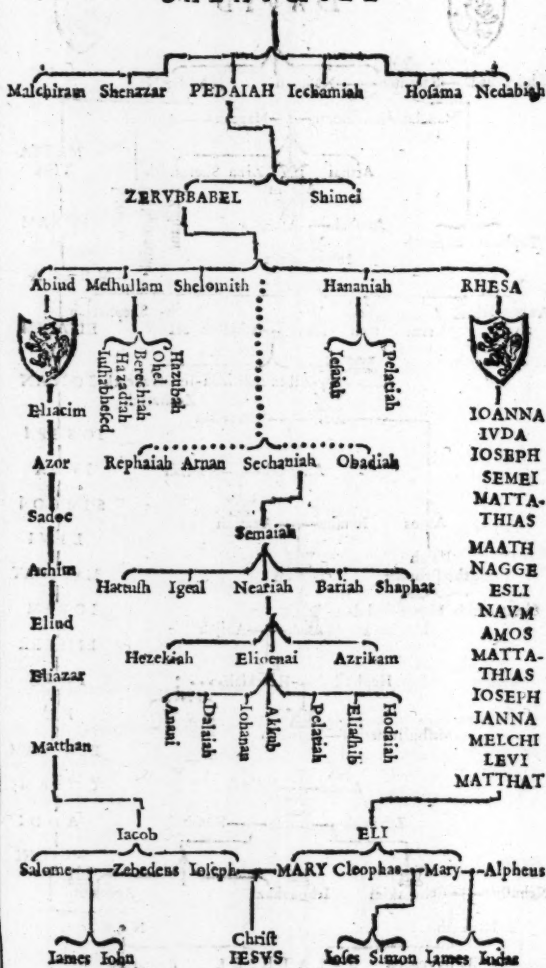 Malchiram Shenazar PEDAIAH Iechamiah Hosama Nedabiah
ZERVBBABEL Shimei
Abiud Meshullam Shelomith Hananiah RHESA
Hazubah
Ohel
Berechiah
Hazadiah
Iushabhesed
Pelatiah
Iesaiah
Eliacim
Azor
Sadoc
Achim
Eliud
Eliazar
Matthan
IOANNA
IVDA
IOSEPH
SEMEI
MATTA-
THIAS
MAATH
NAGGE
ESLI
NAVM
AMOS
MATTA-
THIAS
IOSEPH
IANNA
MELCHI
LEVI
MATTHAT
Rephaiah Arnan Sechaniah Obadiah
Semaiah
Hattush Igeal Neariah Bariah Shaphat
Hezekiah Elioenai Azrikam
Anani
Dalaiah
Iohanan
Akkub
Pelatiah
Eliashib
Hodaiah
Iacob ELI
Salome Zebedeus Ioseph MARY Cleophas Mary Alpheus
Christ
Iames Iohn IESVS Ioses Simon Iames Iudas